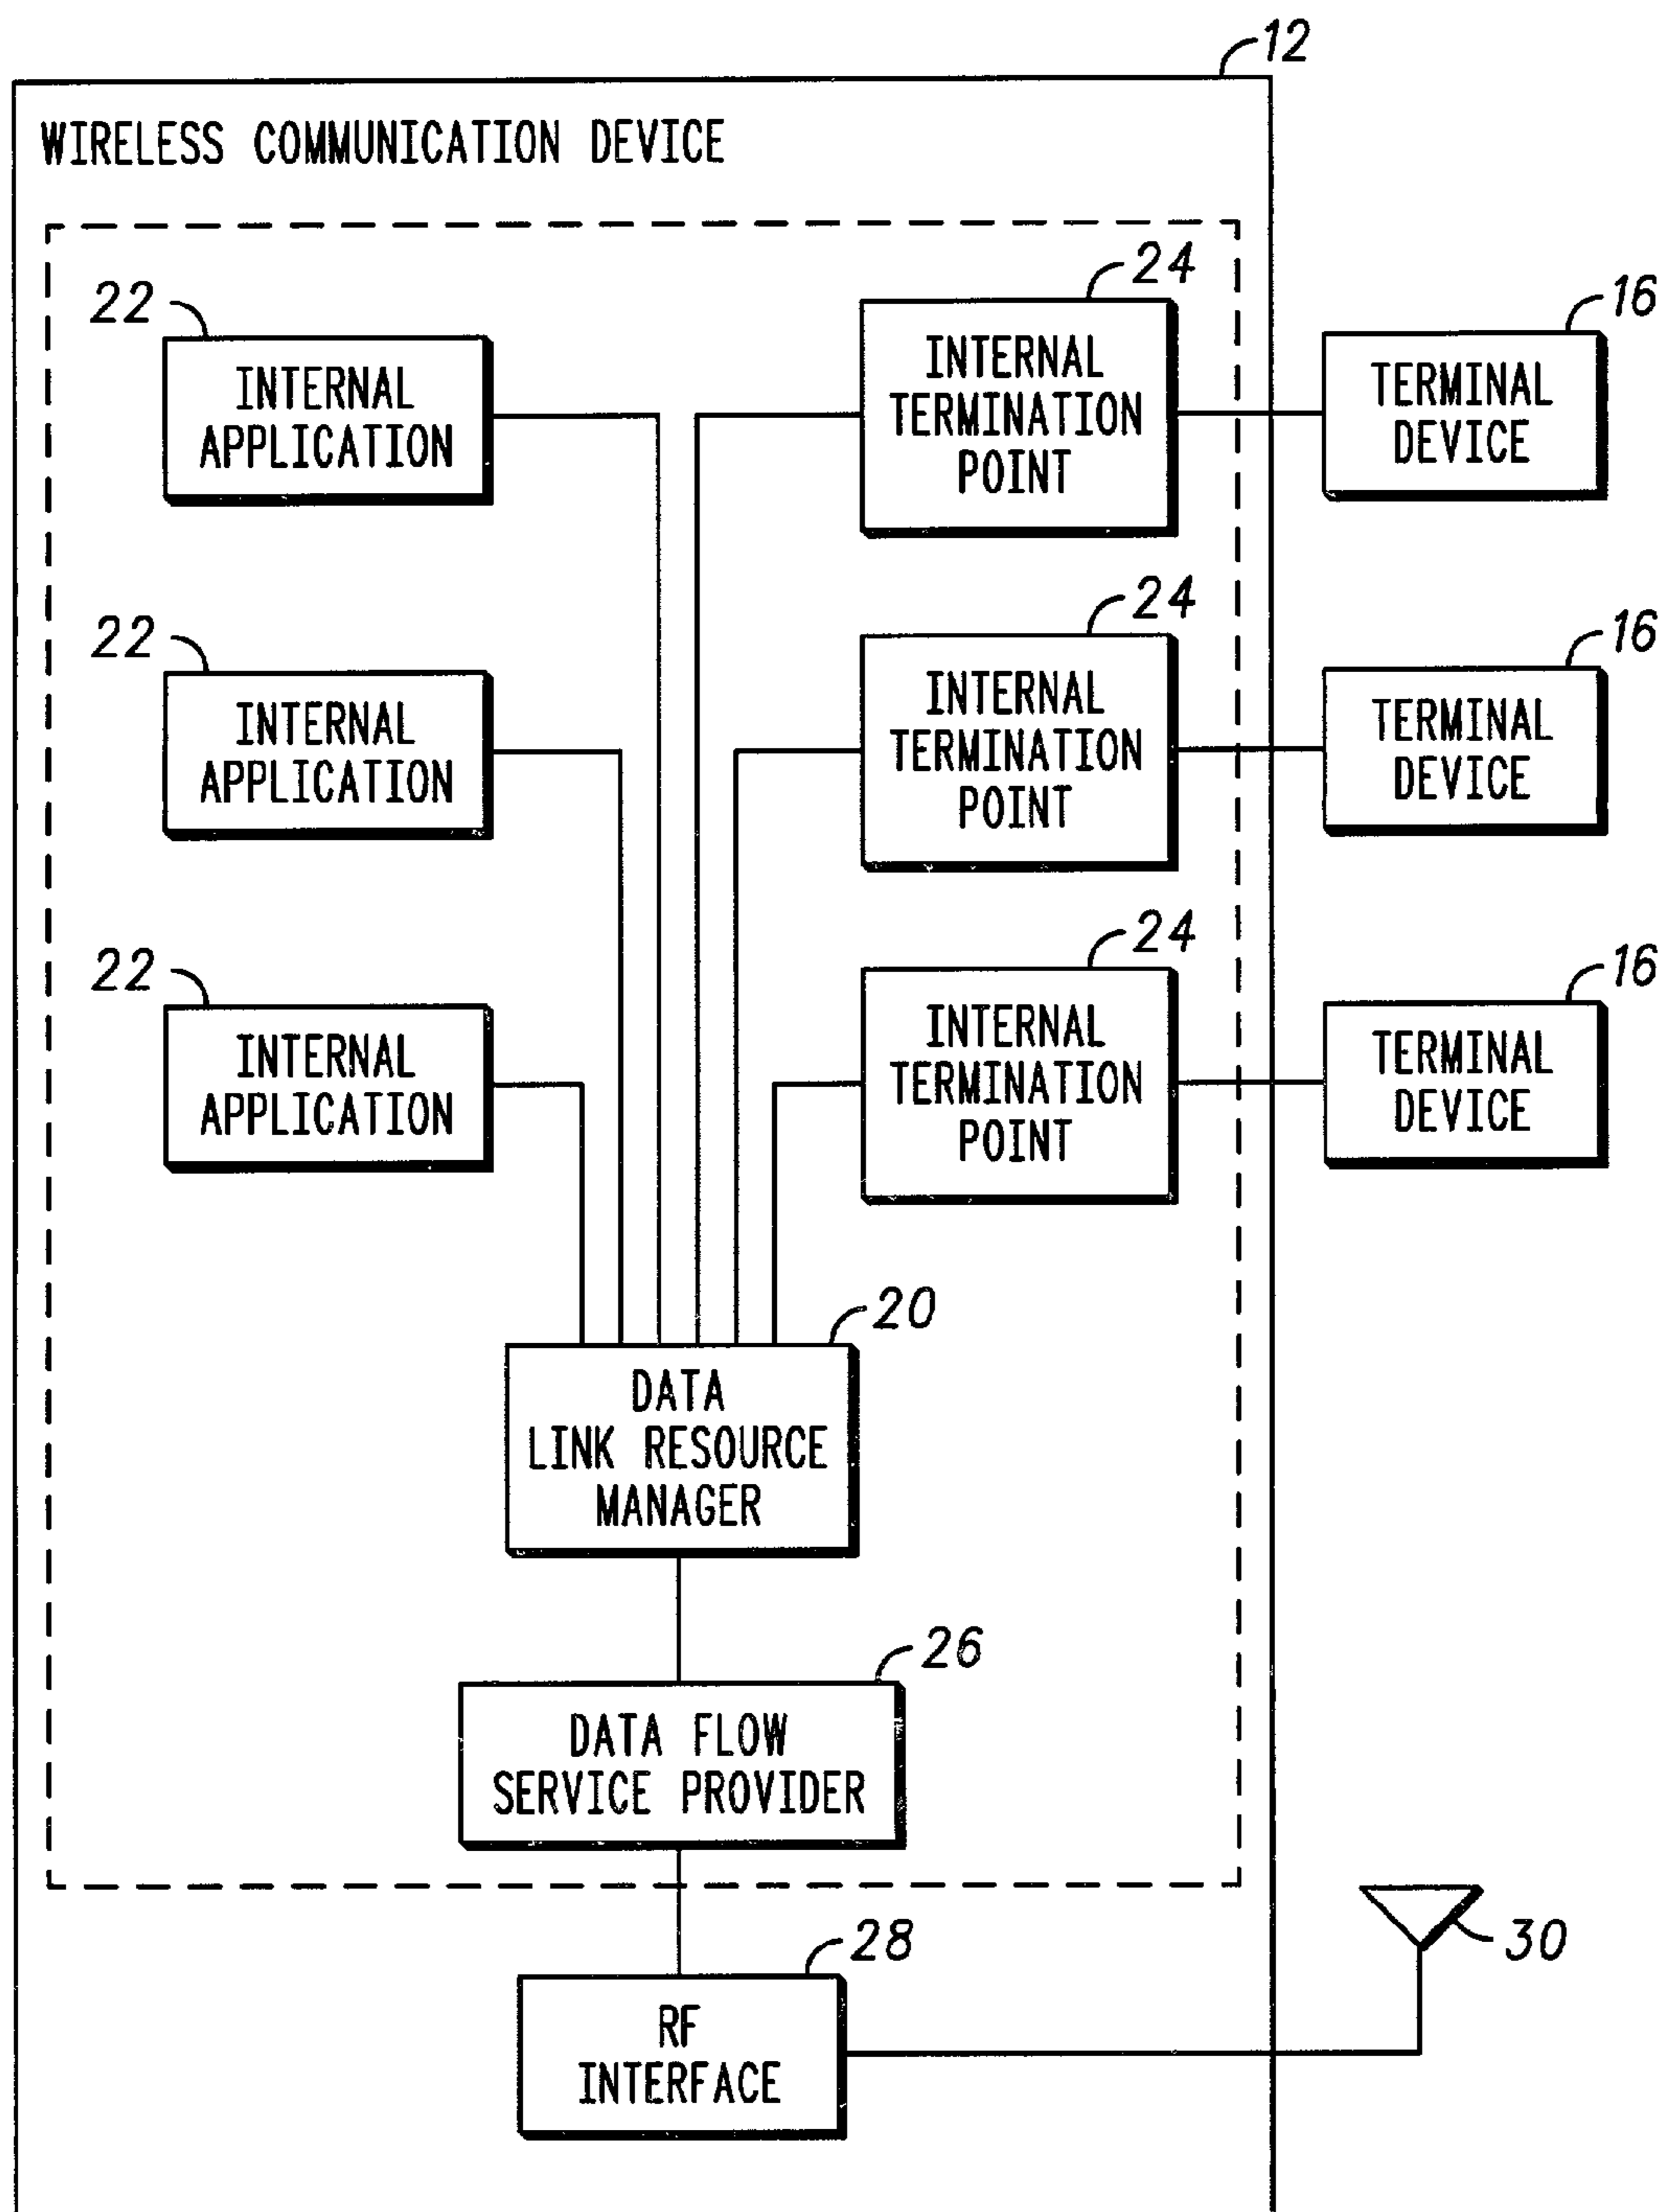 12
WIRELESS COMMUNICATION DEVICE
22
INTERNAL
APPLICATION
24
INTERNAL
TERMINATION
POINT
16
TERMINAL
DEVICE
22
INTERNAL
APPLICATION
24
INTERNAL
TERMINATION
POINT
16
TERMINAL
DEVICE
22
INTERNAL
APPLICATION
24
INTERNAL
TERMINATION
POINT
16
TERMINAL
DEVICE
20
DATA
LINK RESOURCE
MANAGER
26
DATA FLOW
SERVICE PROVIDER
28
RF
INTERFACE
30